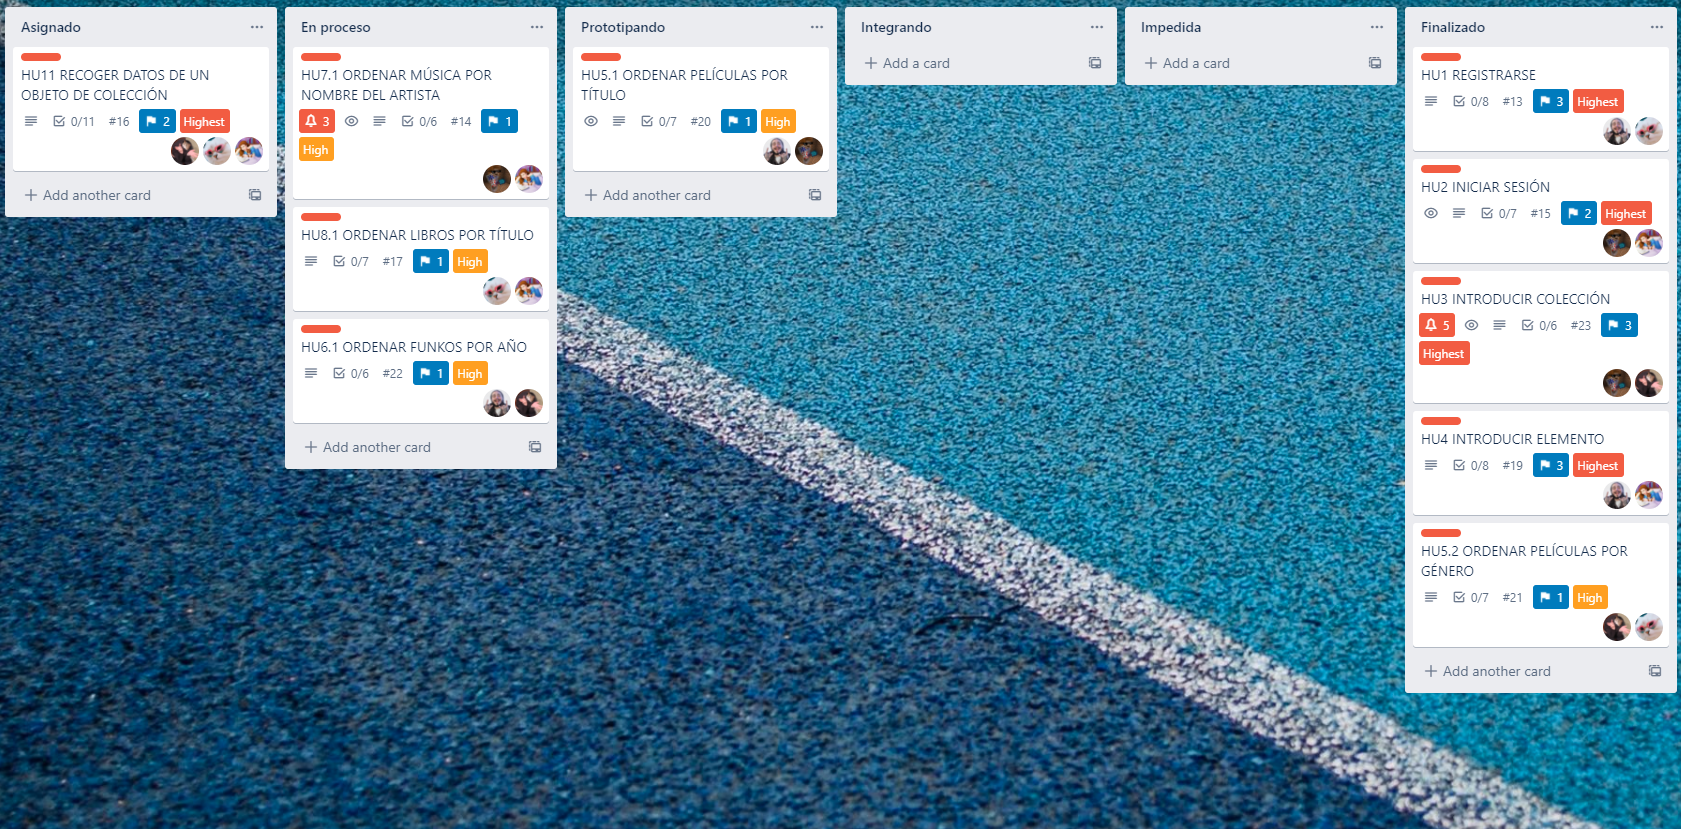 Asignado
HU11 RECOGER DATOS DE UN
OBJETO DE COLECCIÓN
0/11 #16 2 Highest
Add another card
En proceso
HU7.1 ORDENAR MÚSICA POR
NOMBRE DEL ARTISTA
3 0/6 #14 1
High
HU8.1 ORDENAR LIBROS POR TÍTULO
0/7 #17 1 High
HU6.1 ORDENAR FUNKOS POR AÑO
0/6 #22 1 High
Add another card
Prototipando
HU5.1 ORDENAR PELÍCULAS POR
TÍTULO
0/7 #20 1 High
Add another card
Integrando
Add a card
Impedida
Add a card
Finalizado
HU1 REGISTRARSE
0/8 #13 3 Highest
HU2 INICIAR SESIÓN
0/7 #15 2 Highest
HU3 INTRODUCIR COLECCIÓN
5 0/6 #23 3
Highest
HU4 INTRODUCIR ELEMENTO
0/8 #19 3 Highest
HU5.2 ORDENAR PELÍCULAS POR
GÉNERO
0/7 #21 1 High
Add another card